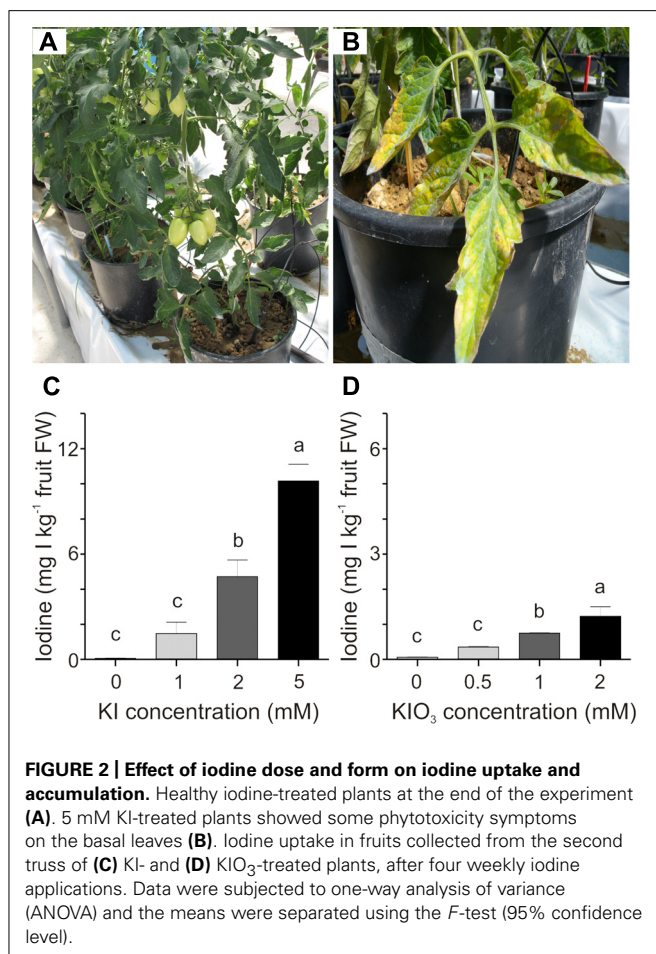 A
B
C
D
Iodine (mg I kg⁻¹ fruit FW)
12
6
0
a
b
c
c
0 1 2 5
KI concentration (mM)
Iodine (mg I kg⁻¹ fruit FW)
6
3
0
a
b
c
c
0 0.5 1 2
KIO₃ concentration (mM)
FIGURE 2 | Effect of iodine dose and form on iodine uptake and
accumulation. Healthy iodine-treated plants at the end of the experiment
(A). 5 mM KI-treated plants showed some phytotoxicity symptoms
on the basal leaves (B). Iodine uptake in fruits collected from the second
truss of (C) KI- and (D) KIO₃-treated plants, after four weekly iodine
applications. Data were subjected to one-way analysis of variance
(ANOVA) and the means were separated using the F-test (95% confidence
level).